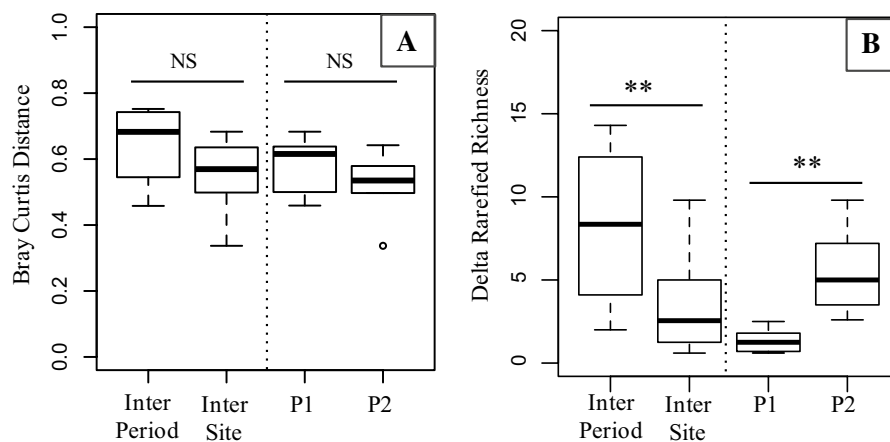 A
NS
NS
Bray Curtis Distance
1.0
0.8
0.6
0.4
0.2
0.0
Inter Period
Inter Site
P1
P2
B
**
**
Delta Rarefied Richness
20
15
10
5
0
Inter Period
Inter Site
P1
P2